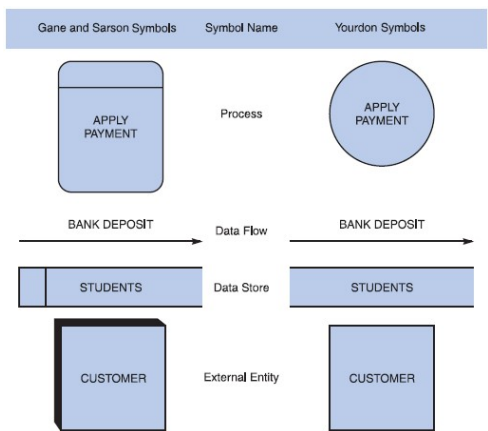 Gane and Sarson Symbols Symbol Name Yourdon Symbols
APPLY
PAYMENT
Process
APPLY
PAYMENT
BANK DEPOSIT Data Flow BANK DEPOSIT
STUDENTS Data Store STUDENTS
CUSTOMER External Entity CUSTOMER